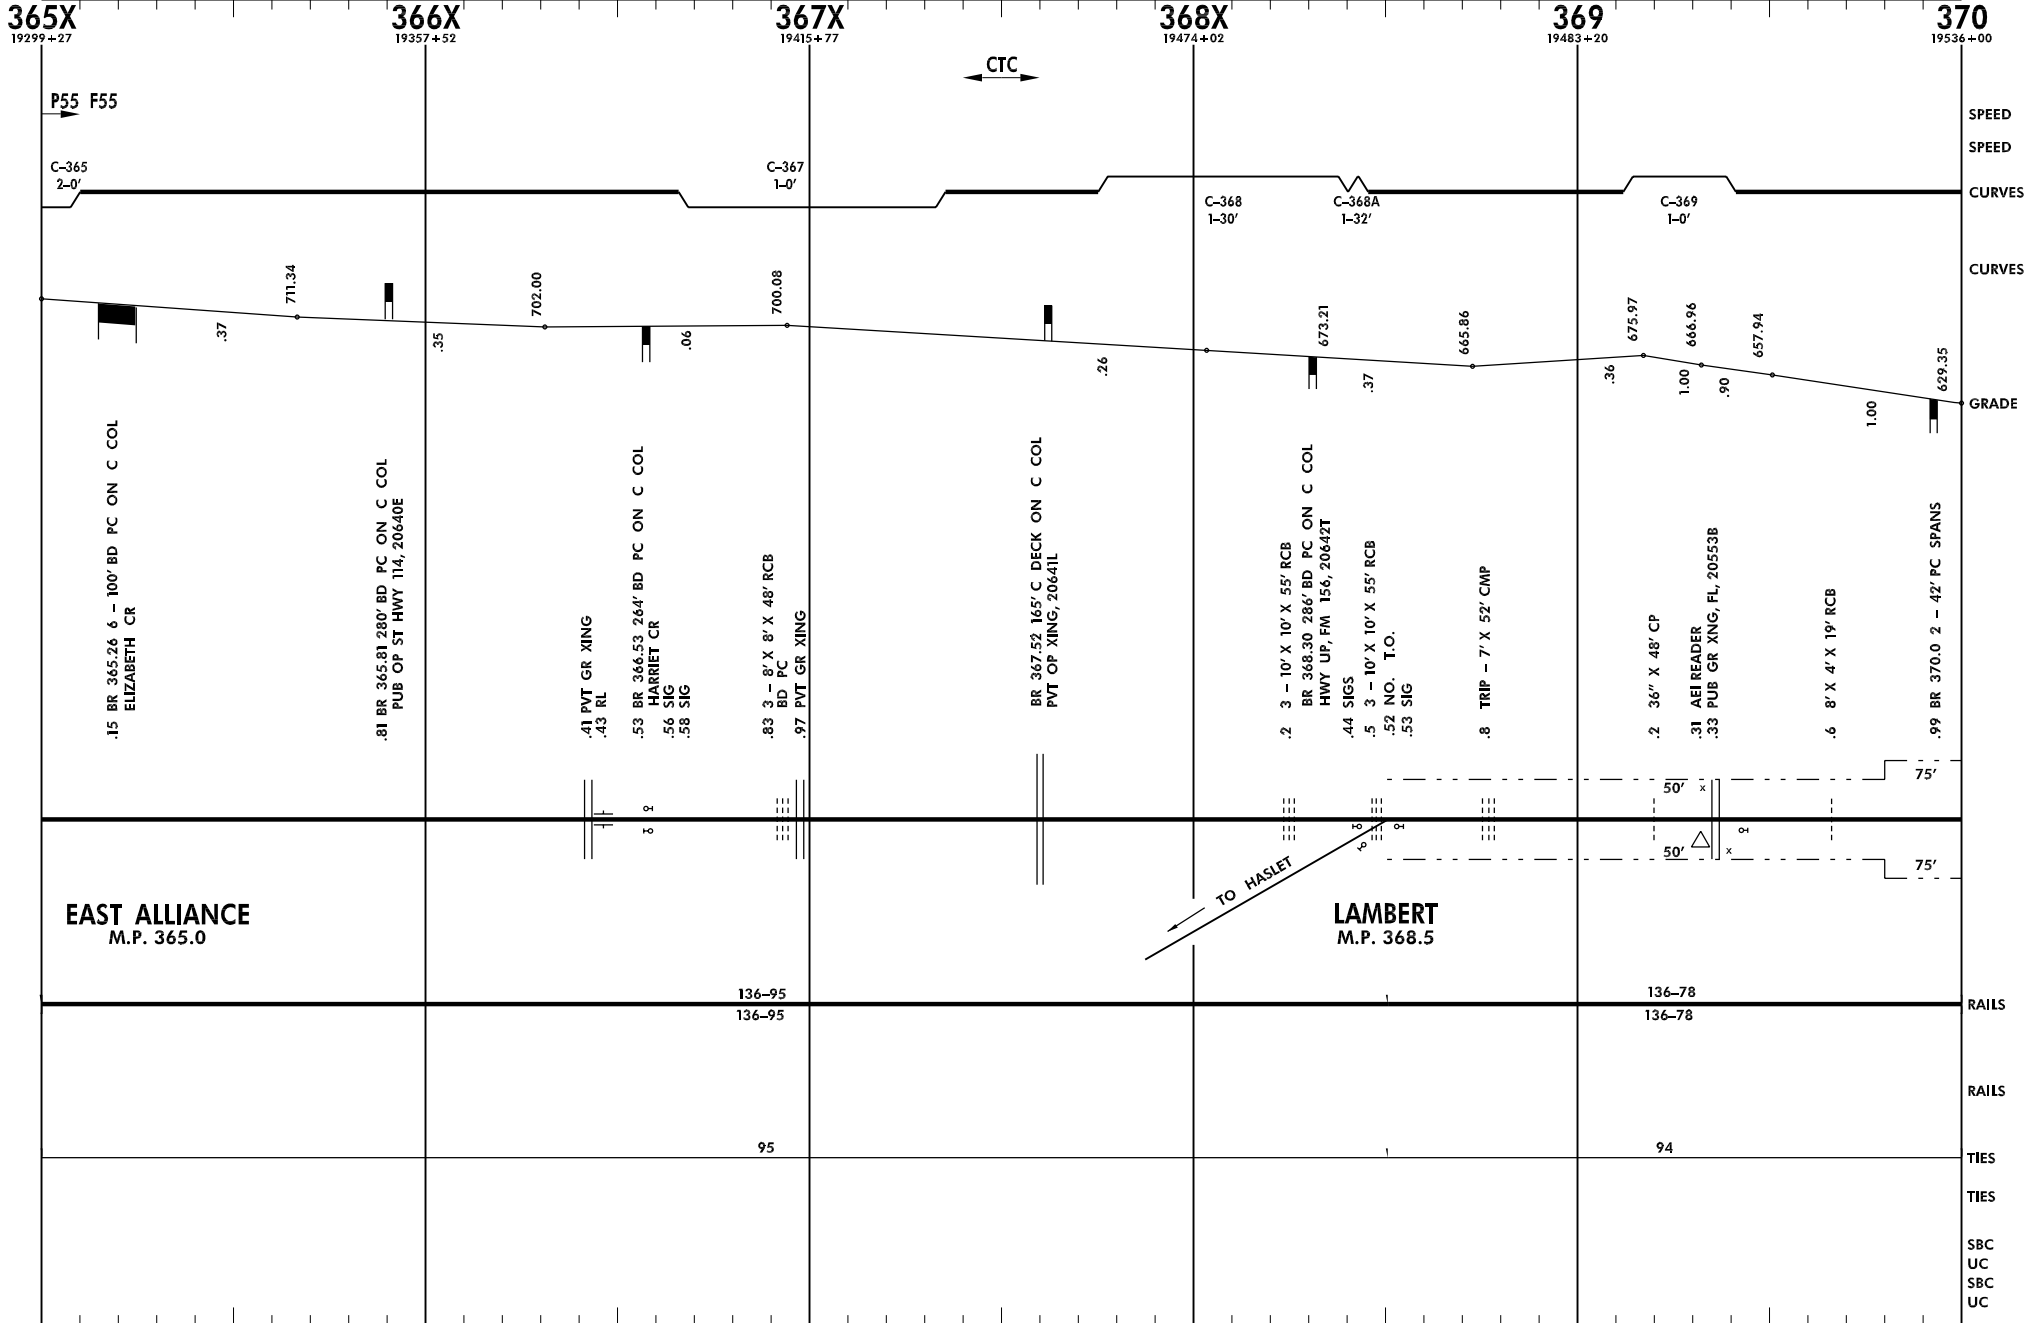 365X 366X 367X 368X 369 370
19299+27 19357+52 19415+77 19474+02 19483+20 19536+00
CTC
P55 F55
SPEED
SPEED
C-365
2-0'
C-367
1-0'
CURVES
C-368
1-30'
C-368A
1-32'
C-369
1-0'
CURVES
711.34
702.00
700.08
673.21
665.86
675.97
666.96
657.94
629.35
.37
.35
.06
.26
.37
.36
1.00
.90
1.00
GRADE
.15 BR 365.26 6 - 100' BD PC ON C COL
ELIZABETH CR
.81 BR 365.81 280' BD PC ON C COL
PUB OP ST HWY 114, 20640E
.41 PVT GR XING
.43 RL
.53 BR 366.53 264' BD PC ON C COL
HARRIET CR
.56 SIG
.58 SIG
.83 3 - 8' X 8' X 48' RCB
BD PC
.97 PVT GR XING
BR 367.52 165' C DECK ON C COL
PVT OP XING, 20641L
.2 3 - 10' X 10' X 55' RCB
BR 368.30 286' BD PC ON C COL
HWY UP, FM 156, 20642T
.44 SIGS
.5 3 - 10' X 10' X 55' RCB
.52 NO. T.O.
.53 SIG
.8 TRIP - 7' X 52' CMP
.2 36" X 48' CP
.31 AEI READER
.33 PUB GR XNG, FL, 20553B
.6 8' X 4' X 19' RCB
.99 BR 370.0 2 - 42' PC SPANS
75'
50' x
50' x
75'
TO HASLET
EAST ALLIANCE
M.P. 365.0
LAMBERT
M.P. 368.5
136-95
136-95
136-78
136-78
RAILS
RAILS
95
94
TIES
TIES
SBC
UC
SBC
UC